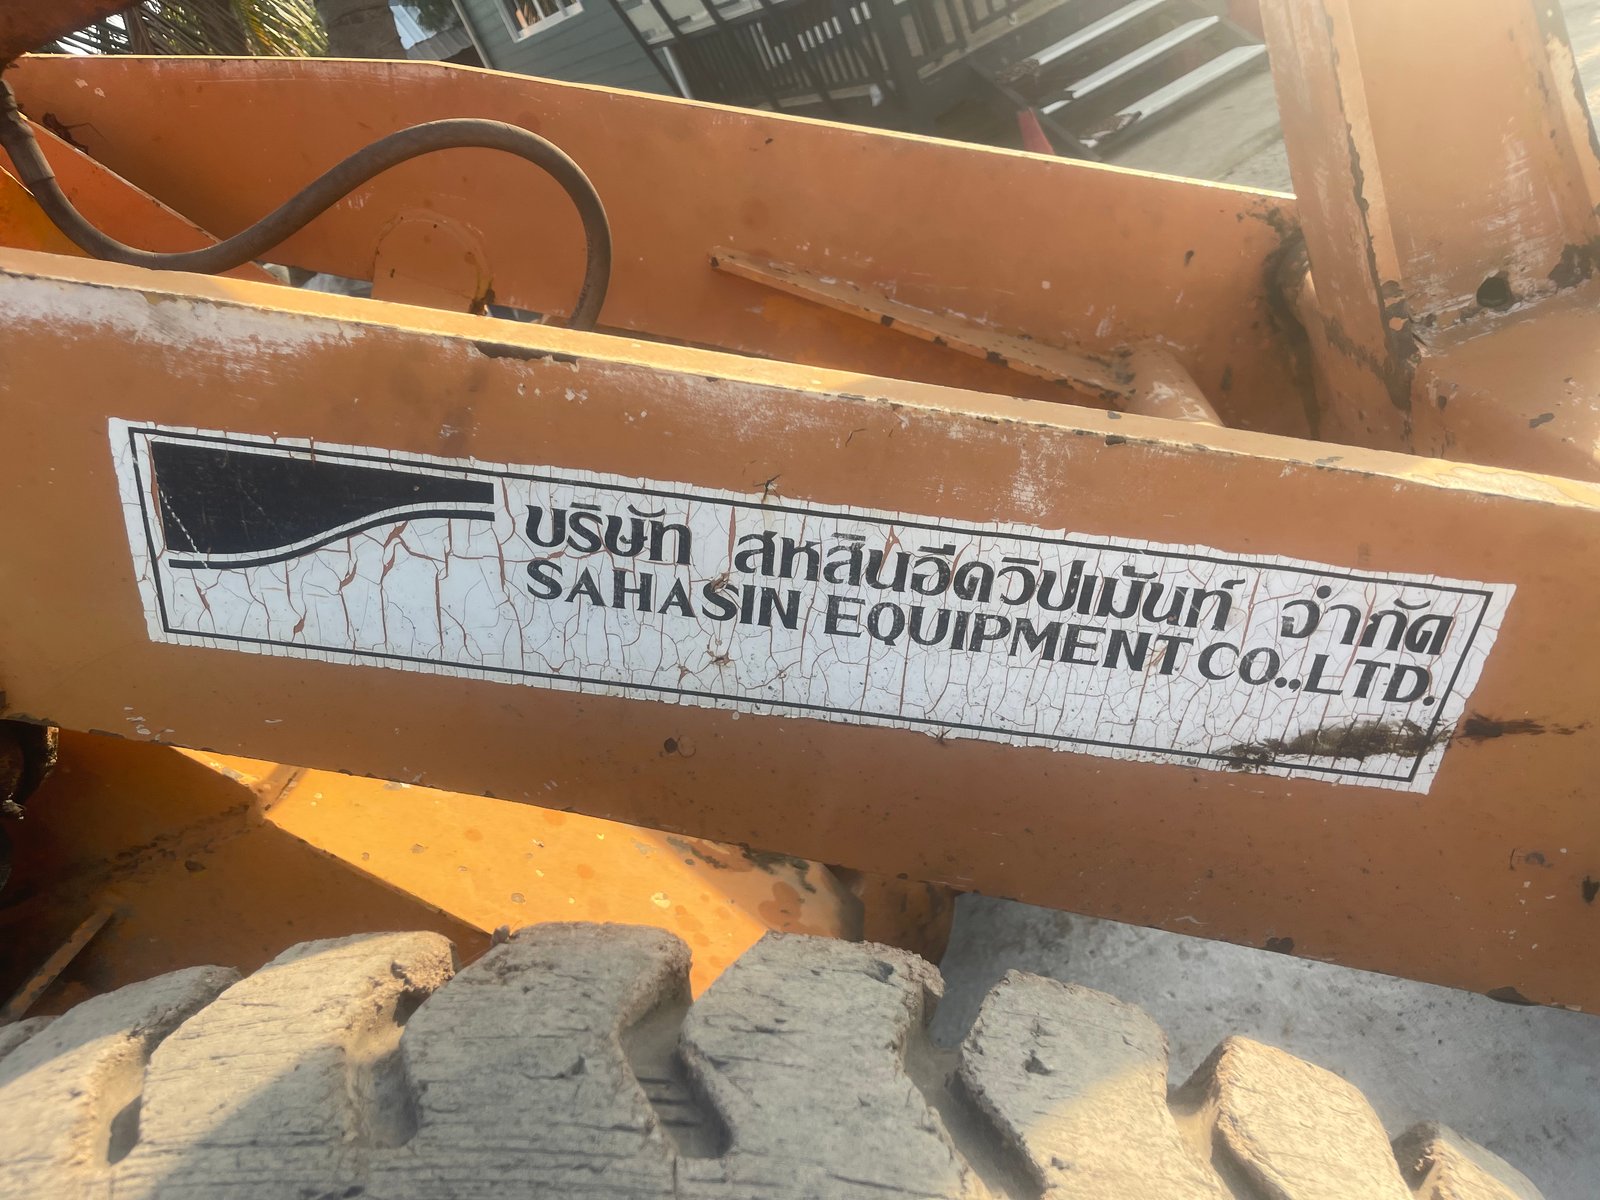 บริษัท สหสินอีควิปเม้นท์ จำกัด
SAHASIN EQUIPMENT CO.,LTD.